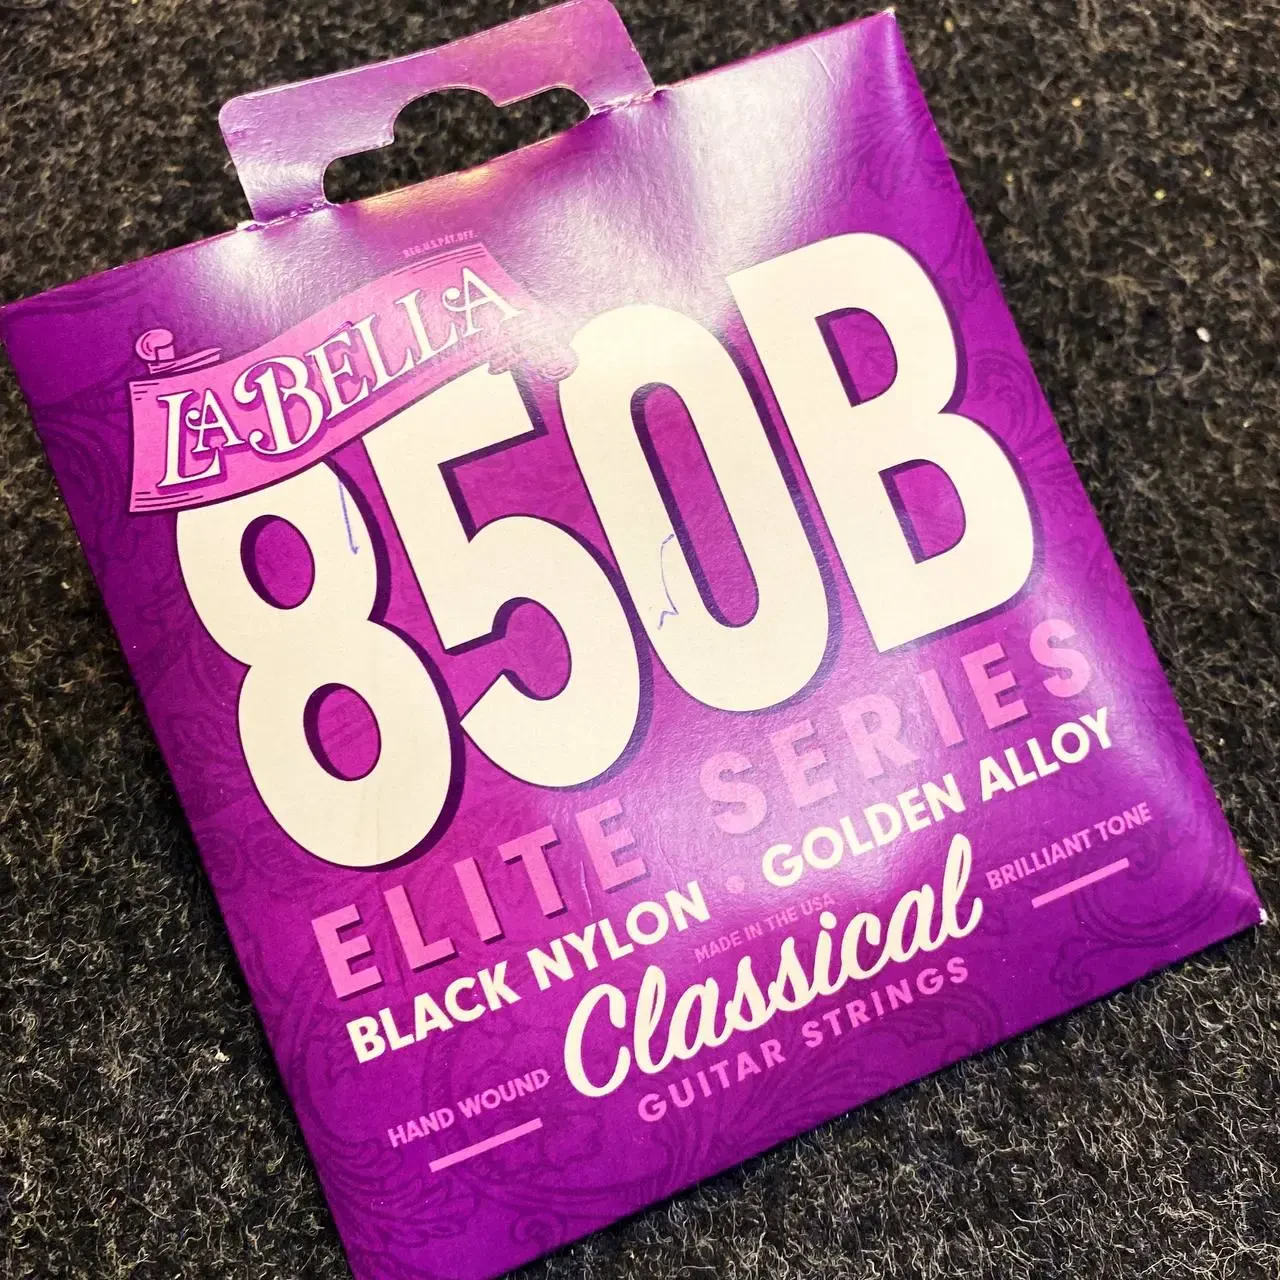 REG.U.S.PAT.OFF.
LA BELLA
850B
ELITE SERIES
BLACK NYLON • GOLDEN ALLOY
MADE IN THE USA
HAND WOUND
Classical
BRILLIANT TONE
GUITAR STRINGS